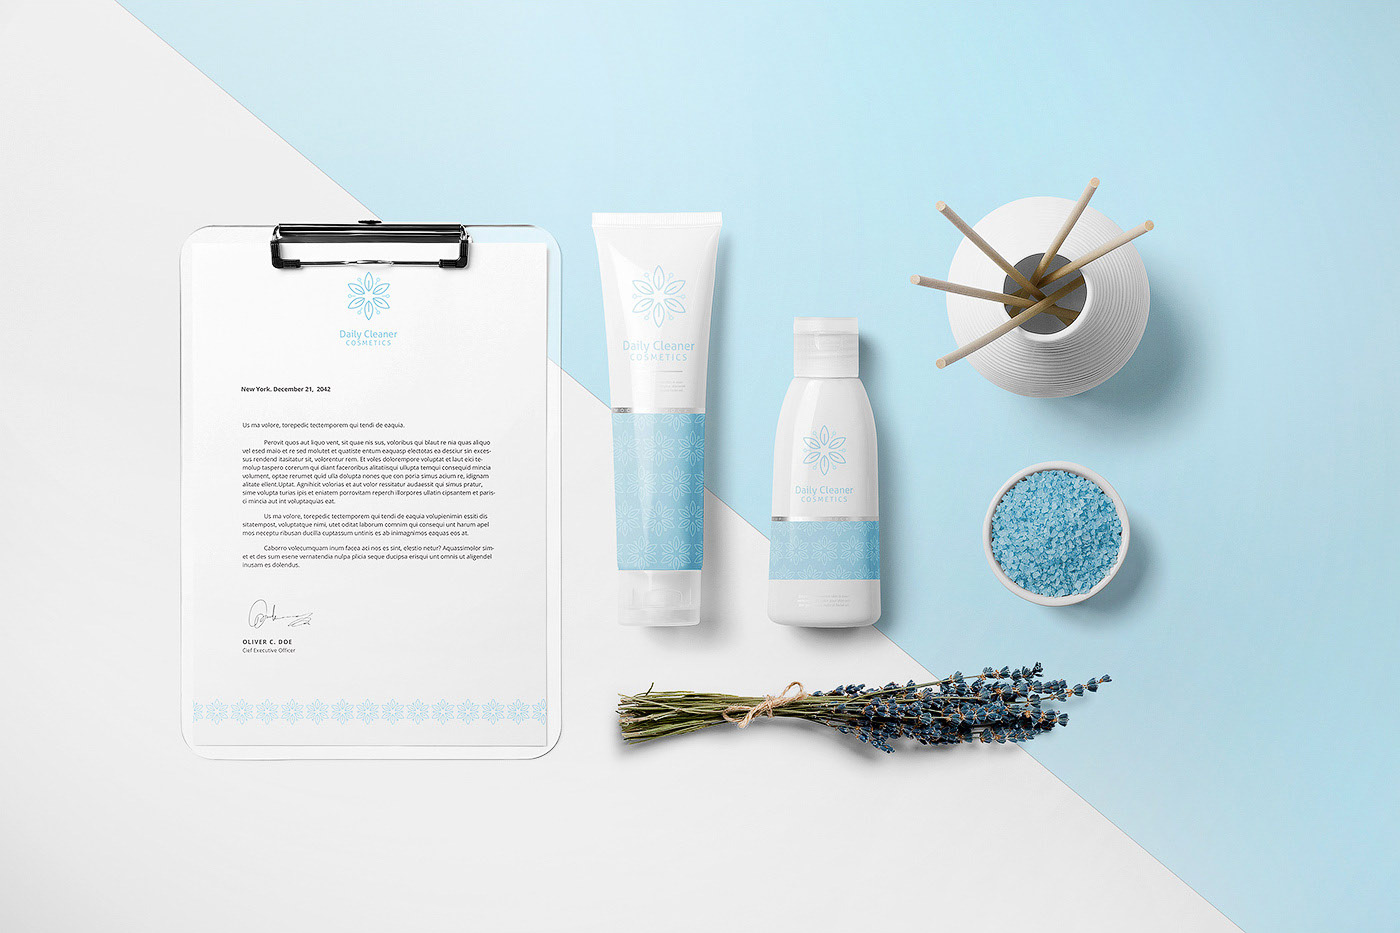 Daily Cleaner
COSMETICS
New York. December 21, 2042
Us ma volore, torepedic tectemporem qui tendi de eaquia.
Perovit quos aut liquo vent, sit quae nis sus, voloribus qui blaut re nia quas aliquo
vel esed maio et re sed molutet et quatiste entum eaquasp electotas ea desciur sin exces-
sus rendend itasitatur sit, volorentur rem. Et voles dolorempore voluptat et laut eici te-
molup taspero corerum qui diant faceroribus alitatiisqui ullupta temqui consequid mincia
volument, optae rerumet quid ulla dolupta nones que con poria simus acium re, idignam
alitate ellent.Uptat. Agnihicit volorias et aut volor ressitatur audaessit qui simus pratur,
sime volupta turias ipis et eniatem porrovitam reperch illorpores ullatin cipsantem et paris-
ci mincia aut int voluptaquias eat.
Us ma volore, torepedic tectemporem qui tendi de eaquia volupienimin essiti dis
sitatempost, voluptatque nimi, utet oditat laborum comnim qui consequi unt harum apel
mos neceptu ribusan ducilla cuptassum untinis es ab inimagnimos eaquas eos at.
Caborro volecumquam inum facea aci nos es sint, elestio netur? Aquassimolor sim-
et et des sum esene vernatendia nulpa plicia seque ducipsa erisqui unt omnis ut aligendel
inusam es dolendus.
OLIVER C. DOE
Cief Executive Officer
Daily Cleaner
COSMETICS
Daily Cleaner
COSMETICS